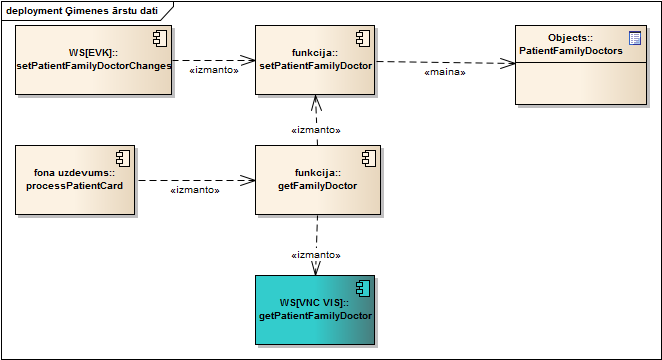 deployment Ģimenes ārstu dati
WS[EVK]::
setPatientFamilyDoctorChanges
«izmanto»
funkcija::
setPatientFamilyDoctor
«maina»
Objects::
PatientFamilyDoctors
«izmanto»
fona uzdevums::
processPatientCard
«izmanto»
funkcija::
getFamilyDoctor
«izmanto»
WS[VNC VIS]::
getPatientFamilyDoctor